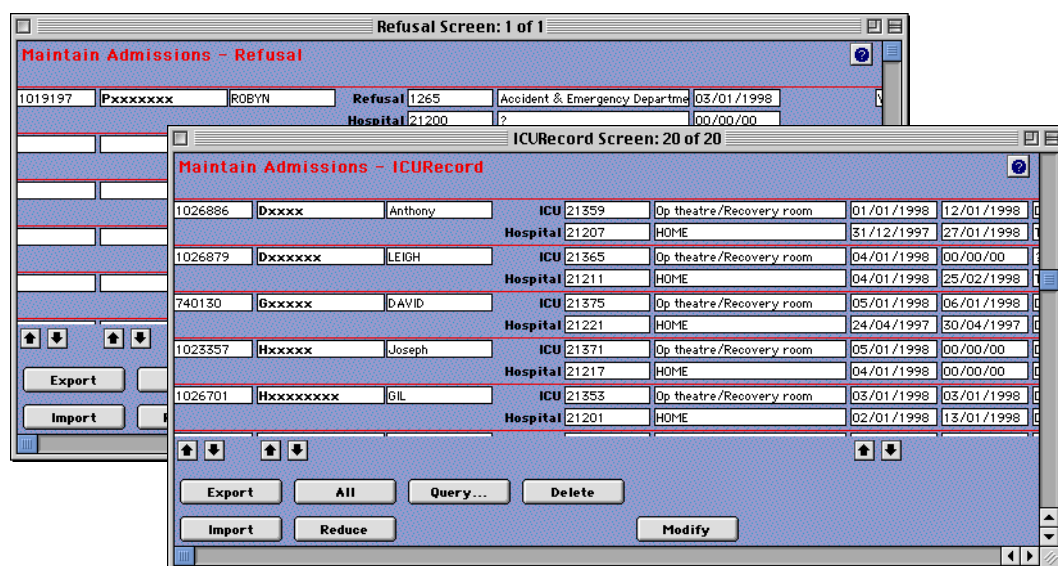 Refusal Screen: 1 of 1
Maintain Admissions - Refusal
?
1019197 Pxxxxxxx ROBYN Refusal 1265 Accident & Emergency Departme 03/01/1998
Hospital 21200 ? 00/00/00
Export
Import
ICURecord Screen: 20 of 20
Maintain Admissions - ICURecord
?
1026886 Dxxxx Anthony ICU 21359 Op theatre/Recovery room 01/01/1998 12/01/1998
Hospital 21207 HOME 31/12/1997 27/01/1998
1026879 Dxxxxxx LEIGH ICU 21365 Op theatre/Recovery room 04/01/1998 00/00/00
Hospital 21211 HOME 04/01/1998 25/02/1998
740130 Gxxxxx DAVID ICU 21375 Op theatre/Recovery room 05/01/1998 06/01/1998
Hospital 21221 HOME 24/04/1997 30/04/1997
1023357 Hxxxxx Joseph ICU 21371 Op theatre/Recovery room 05/01/1998 00/00/00
Hospital 21217 HOME 04/01/1998 00/00/00
1026701 Hxxxxxxxx GIL ICU 21353 Op theatre/Recovery room 03/01/1998 03/01/1998
Hospital 21201 HOME 02/01/1998 13/01/1998
Export All Query... Delete
Import Reduce Modify